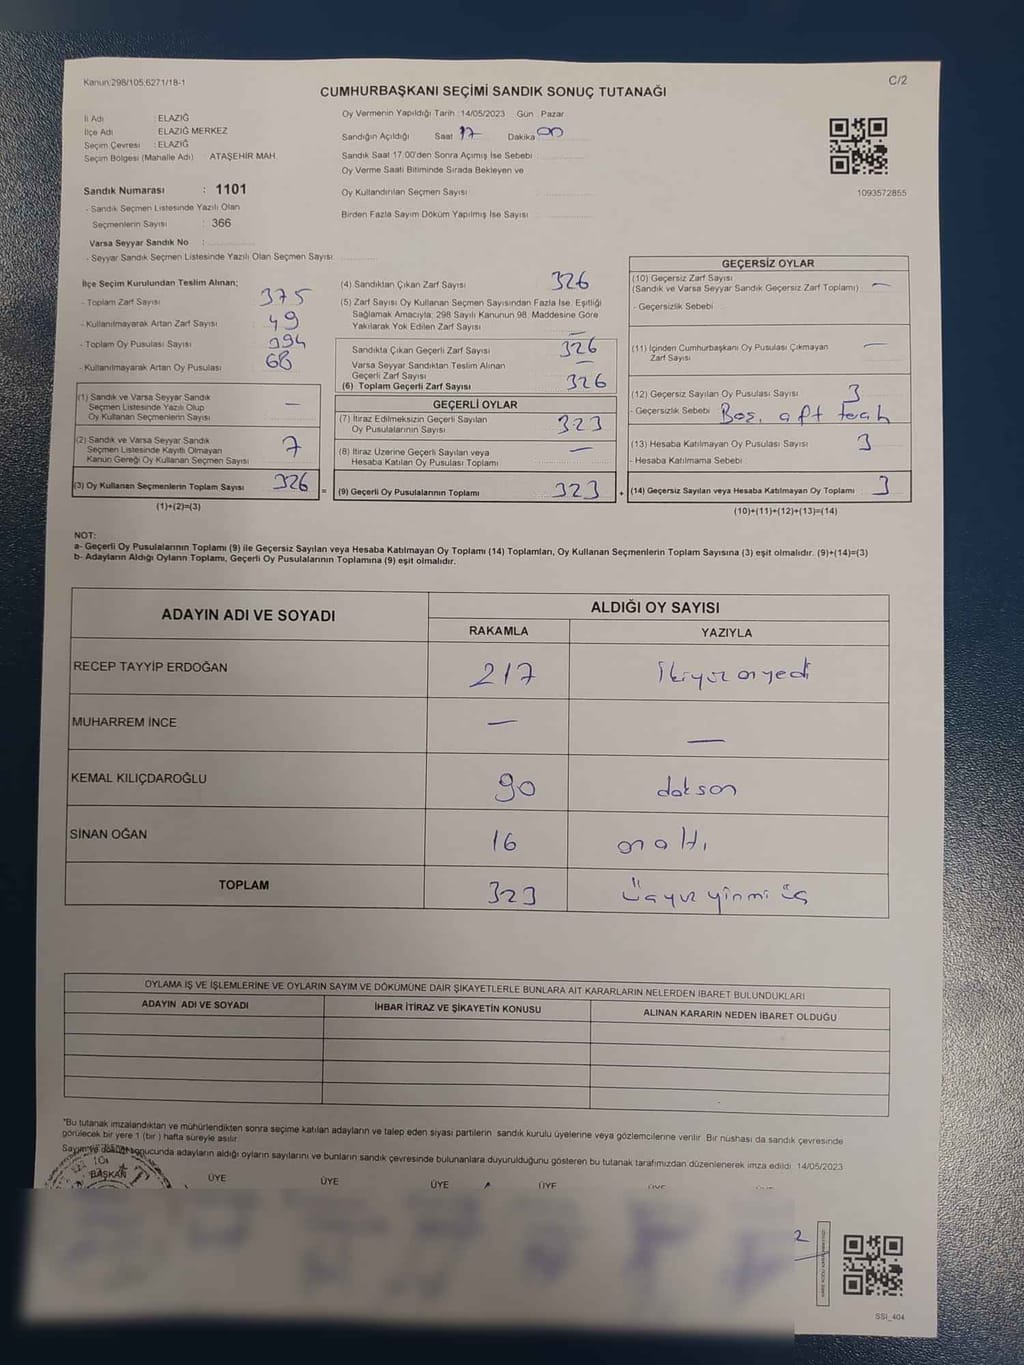 Kanun:298/105:6271/18-1
C/2
CUMHURBAŞKANI SEÇİMİ SANDIK SONUÇ TUTANAĞI
İl Adı : ELAZIĞ
İlçe Adı : ELAZIĞ MERKEZ
Seçim Çevresi : ELAZIĞ
Seçim Bölgesi (Mahalle Adı) : ATAŞEHİR MAH.
Sandık Numarası : 1101
- Sandık Seçmen Listesinde Yazılı Olan
Seçmenlerin Sayısı : 366
Varsa Seyyar Sandık No :
- Seyyar Sandık Seçmen Listesinde Yazılı Olan Seçmen Sayısı:
Oy Vermenin Yapıldığı Tarih :14/05/2023 Gün : Pazar
Sandığın Açıldığı Saat 17 Dakika 00
Sandık Saat 17:00'den Sonra Açımış İse Sebebi
Oy Verme Saati Bitiminde Sırada Bekleyen ve
Oy Kullandırılan Seçmen Sayısı
Birden Fazla Sayım Döküm Yapılmış İse Sayısı
1093572855
İlçe Seçim Kurulundan Teslim Alınan;
- Toplam Zarf Sayısı 375
- Kullanılmayarak Artan Zarf Sayısı 49
- Toplam Oy Pusulası Sayısı 394
- Kullanılmayarak Artan Oy Pusulası 68
(1) Sandık ve Varsa Seyyar Sandık
Seçmen Listesinde Yazılı Olup
Oy Kullanan Seçmenlerin Sayısı —
(2) Sandık ve Varsa Seyyar Sandık
Seçmen Listesinde Kayıtlı Olmayan
Kanun Gereği Oy Kullanan Seçmen Sayısı 7
(3) Oy Kullanan Seçmenlerin Toplam Sayısı 326
(1)+(2)=(3)
(4) Sandıktan Çıkan Zarf Sayısı 326
(5) Zarf Sayısı Oy Kullanan Seçmen Sayısından Fazla İse, Eşitliği
Sağlamak Amacıyla; 298 Sayılı Kanunun 98. Maddesine Göre
Yakılarak Yok Edilen Zarf Sayısı
Sandıkta Çıkan Geçerli Zarf Sayısı 326
Varsa Seyyar Sandıktan Teslim Alınan
Geçerli Zarf Sayısı —
(6) Toplam Geçerli Zarf Sayısı 326
GEÇERLİ OYLAR
(7) İtiraz Edilmeksizin Geçerli Sayılan
Oy Pusulalarının Sayısı 323
(8) İtiraz Üzerine Geçerli Sayılan veya
Hesaba Katılan Oy Pusulası Toplamı —
= (9) Geçerli Oy Pusulalarının Toplamı 323
GEÇERSİZ OYLAR
(10) Geçersiz Zarf Sayısı
(Sandık ve Varsa Seyyar Sandık Geçersiz Zarf Toplamı) —
- Geçersizlik Sebebi
(11) İçinden Cumhurbaşkanı Oy Pusulası Çıkmayan
Zarf Sayısı —
(12) Geçersiz Sayılan Oy Pusulası Sayısı 3
- Geçersizlik Sebebi Boş,
(13) Hesaba Katılmayan Oy Pusulası Sayısı 3
- Hesaba Katılmama Sebebi
+ (14) Geçersiz Sayılan veya Hesaba Katılmayan Oy Toplamı 3
(10)+(11)+(12)+(13)=(14)
NOT:
a- Geçerli Oy Pusulalarının Toplamı (9) ile Geçersiz Sayılan veya Hesaba Katılmayan Oy Toplamı (14) Toplamları, Oy Kullanan Seçmenlerin Toplam Sayısına (3) eşit olmalıdır. (9)+(14)=(3)
b- Adayların Aldığı Oyların Toplamı, Geçerli Oy Pusulalarının Toplamına (9) eşit olmalıdır.
ADAYIN ADI VE SOYADI
ALDIĞI OY SAYISI
RAKAMLA YAZIYLA
RECEP TAYYİP ERDOĞAN 217 İkiyüz onyedi
MUHARREM İNCE — —
KEMAL KILIÇDAROĞLU 90 doksan
SİNAN OĞAN 16 onaltı
TOPLAM 323 üçyüz yirmi üç
OYLAMA İŞ VE İŞLEMLERİNE VE OYLARIN SAYIM VE DÖKÜMÜNE DAİR ŞİKAYETLERLE BUNLARA AİT KARARLARIN NELERDEN İBARET BULUNDUKLARI
ADAYIN ADI VE SOYADI İHBAR İTİRAZ VE ŞİKAYETİN KONUSU ALINAN KARARIN NEDEN İBARET OLDUĞU
"Bu tutanak imzalandıktan ve mühürlendikten sonra seçime katılan adayların ve talep eden siyasi partilerin sandık kurulu üyelerine veya gözlemcilerine verilir. Bir nüshası da sandık çevresinde
görülecek bir yere 1 (bir) hafta süreyle asılır.
Sayım ve döküm sonucunda adayların aldığı oyların sayılarını ve bunların sandık çevresinde bulunanlara duyurulduğunu gösteren bu tutanak tarafımızdan düzenlenerek imza edildi. 14/05/2023
BAŞKAN ÜYE ÜYE ÜYE ÜYE
SSI_404